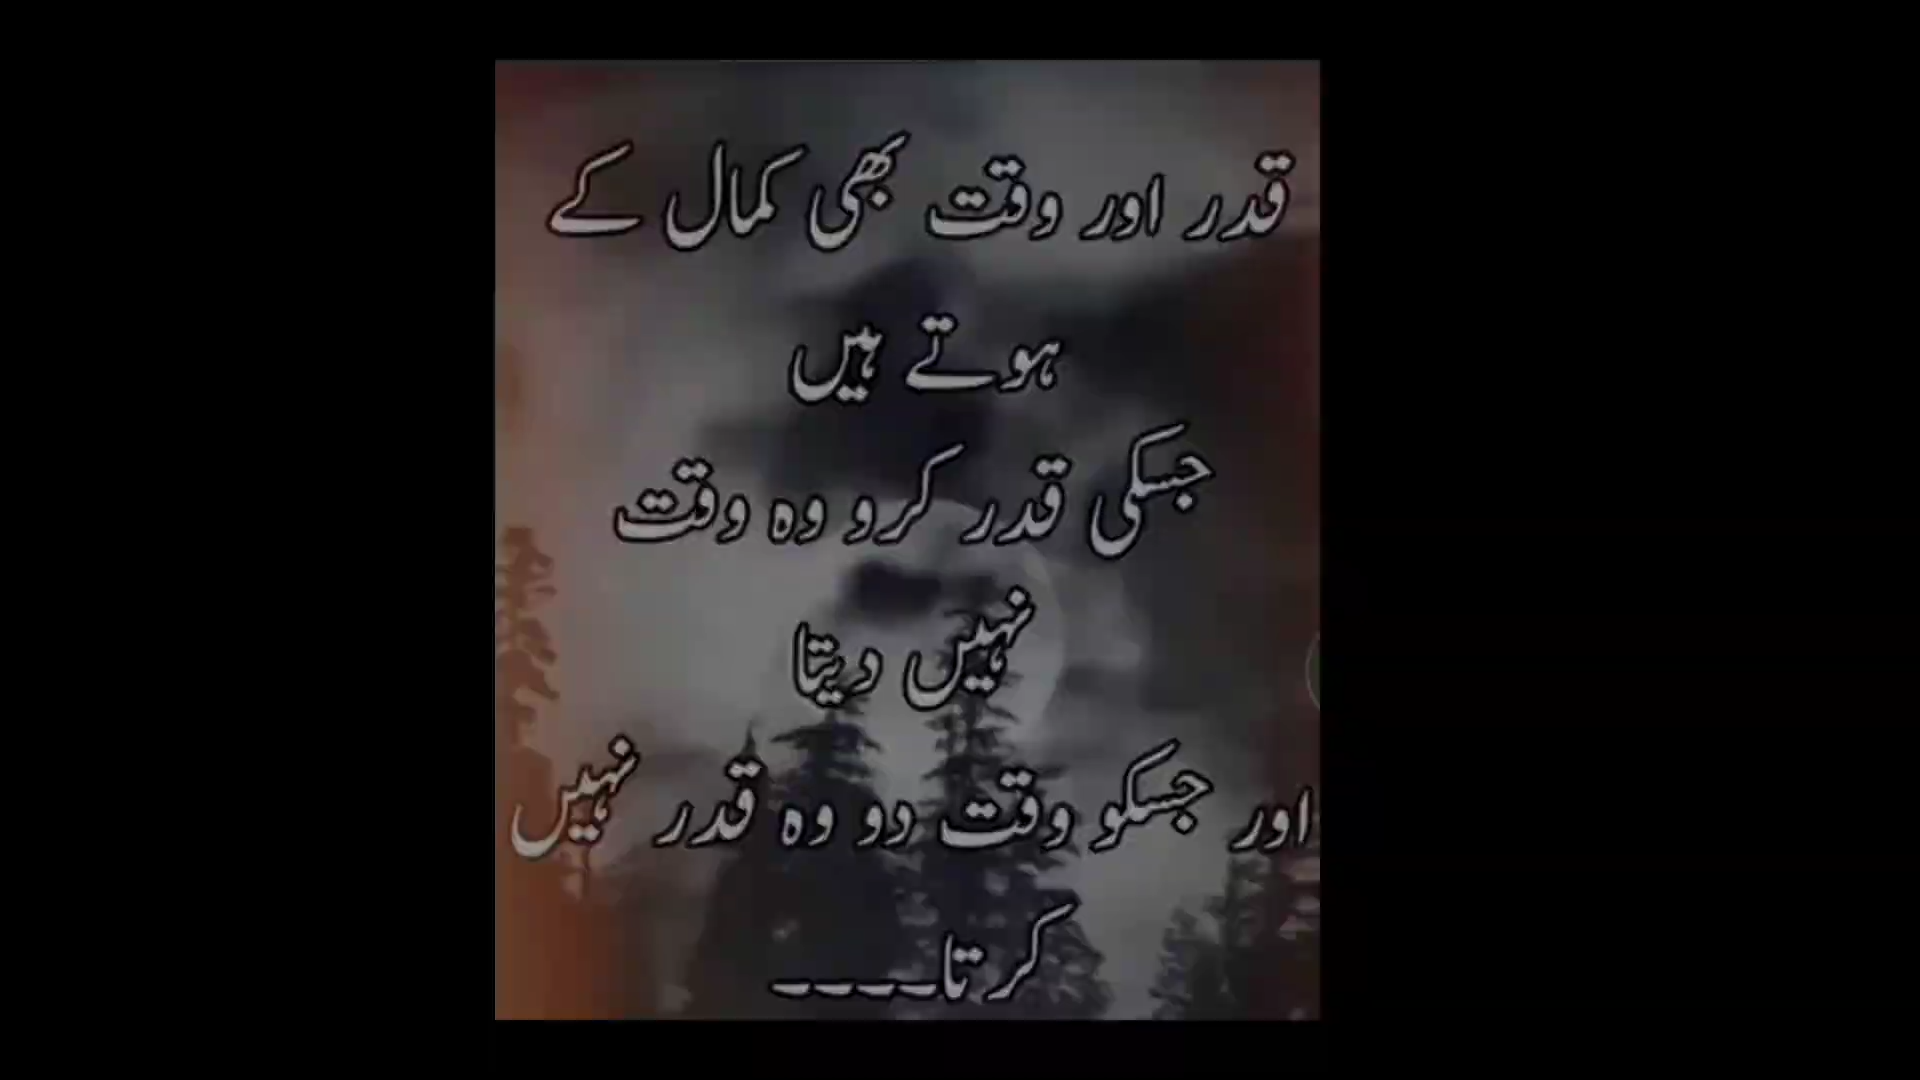 قدر اور وقت بھی کمال کے
ہوتے ہیں
جسکی قدر کرو وہ وقت
نہیں دیتا
اور جسکو وقت دو وہ قدر نہیں
کرتا۔۔۔۔